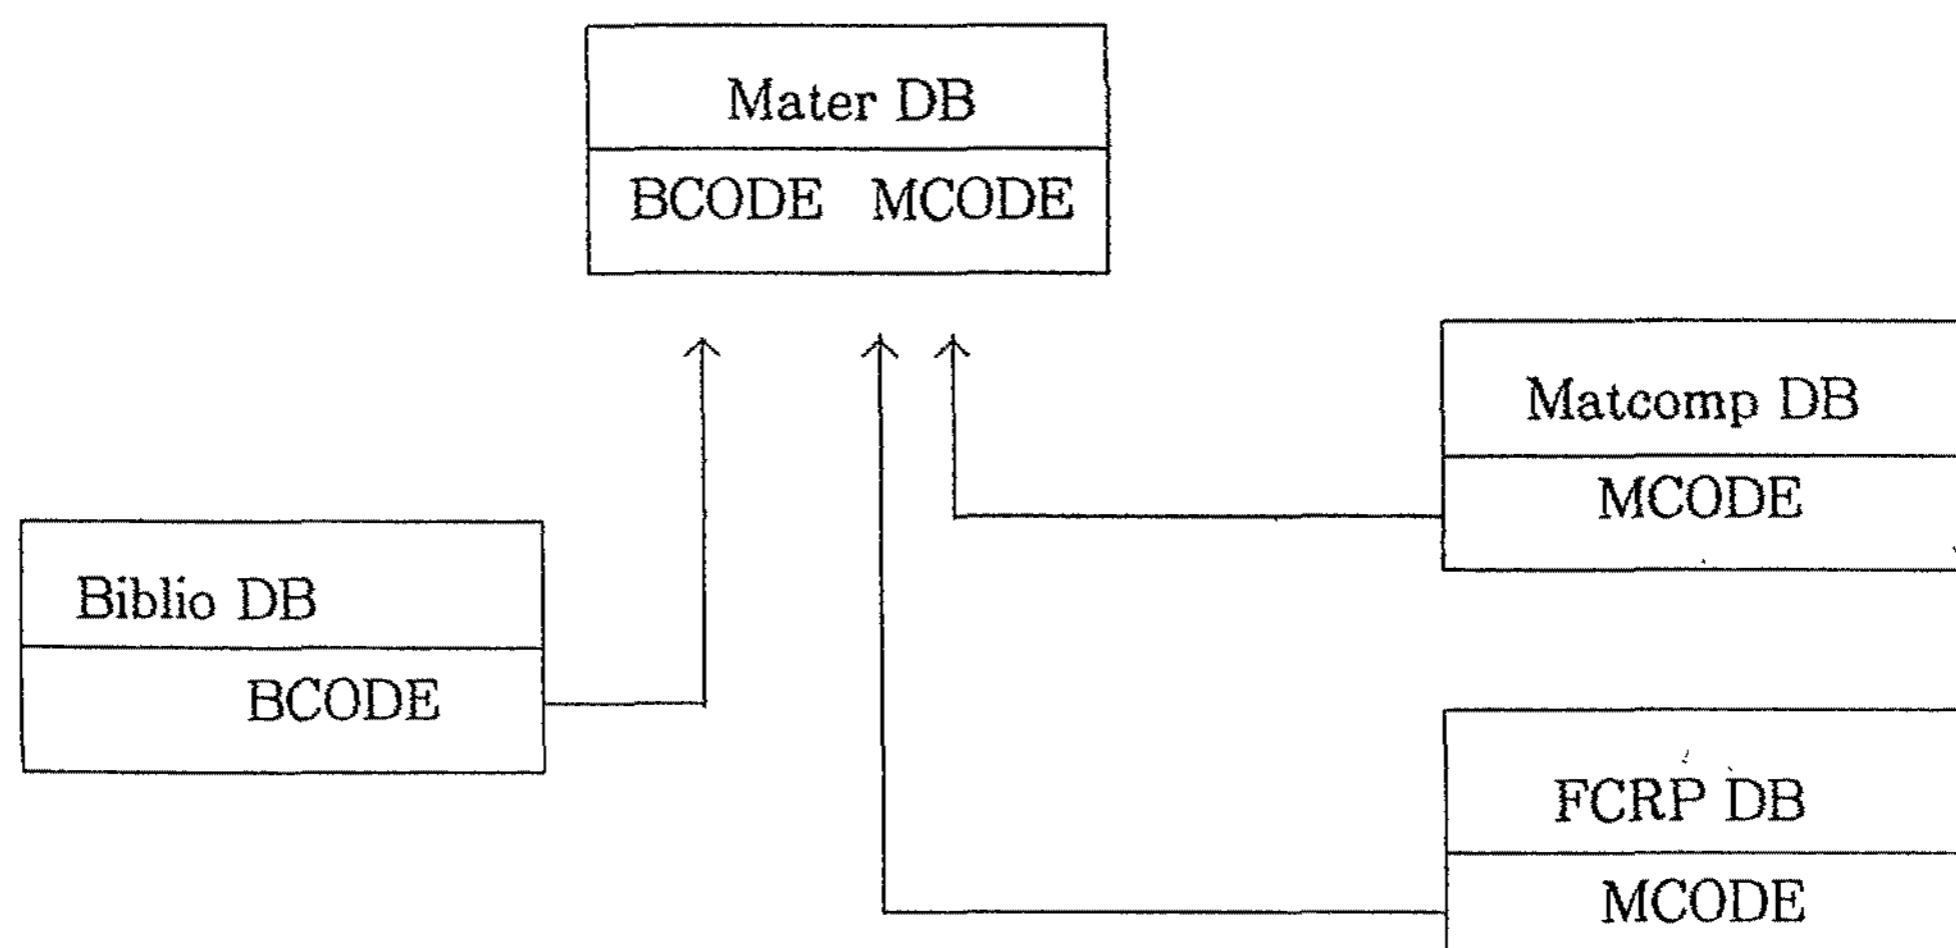 Mater DB
BCODE MCODE
Matcomp DB
MCODE
Biblio DB
BCODE
FCRP DB
MCODE